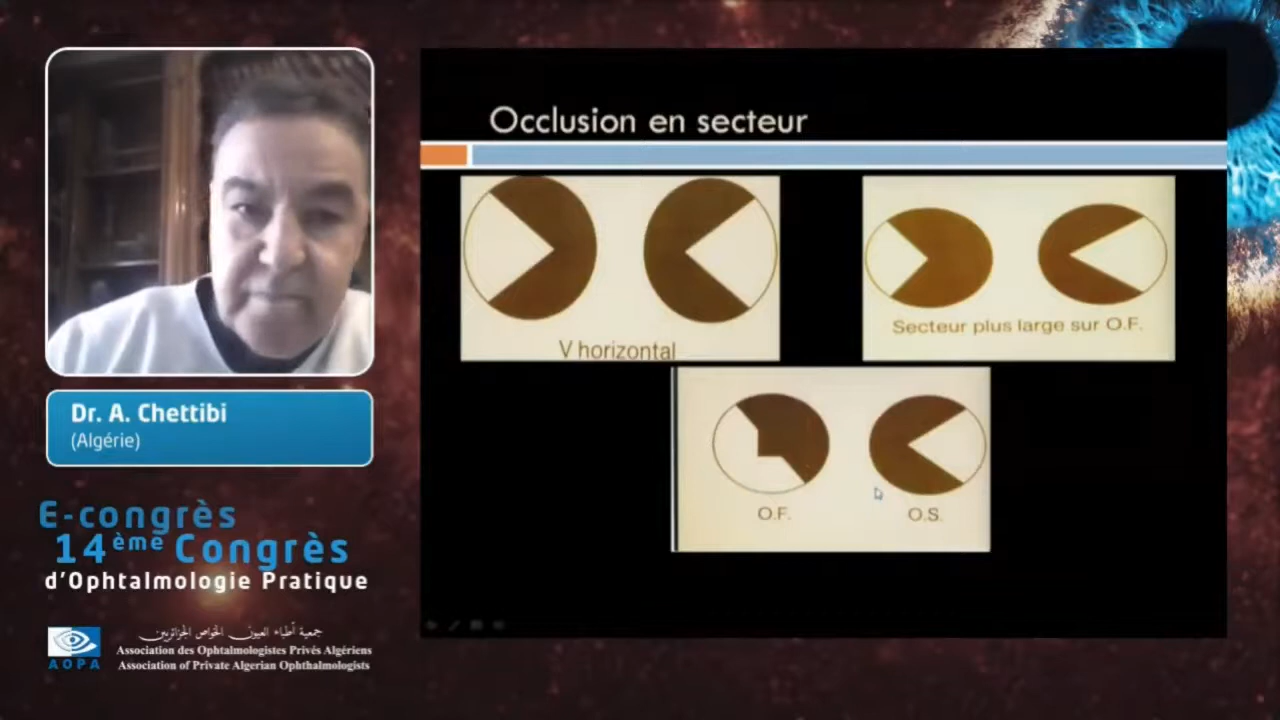 Occlusion en secteur
V horizontal
Secteur plus large sur O.F.
O.F.
O.S.
Dr. A. Chettibi
(Algérie)
E-congrès
14ème Congrès
d'Ophtalmologie Pratique
جمعية أطباء العيون الخواص الجزائريين
AOPA
Association des Ophtalmologistes Privés Algériens
Association of Private Algerian Ophthalmologists